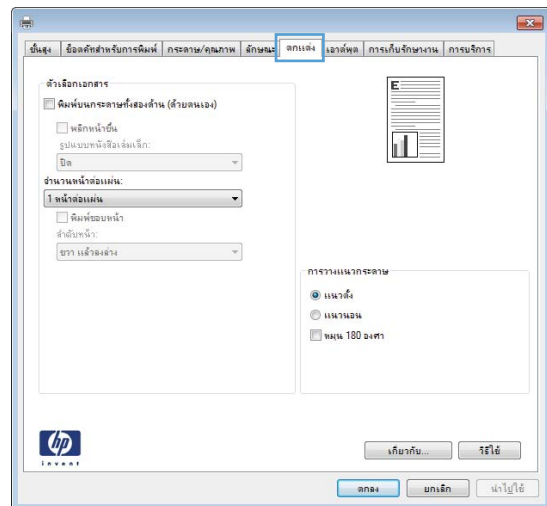 ขั้นสูง
ช็อตคัทสำหรับการพิมพ์
กระดาษ/คุณภาพ
ลักษณะ
ตกแต่ง
เอาต์พุต
การเก็บรักษางาน
การบริการ
ตัวเลือกเอกสาร
พิมพ์บนกระดาษทั้งสองด้าน (ด้วยตนเอง)
พลิกหน้าขึ้น
รูปแบบหนังสือเล่มเล็ก:
ปิด
จำนวนหน้าต่อแผ่น:
1 หน้าต่อแผ่น
พิมพ์ขอบหน้า
ลำดับหน้า:
ขวา แล้วลงล่าง
E
การวางแนวกระดาษ
แนวตั้ง
แนวนอน
หมุน 180 องศา
hp
invent
เกี่ยวกับ...
วิธีใช้
ตกลง
ยกเลิก
นำไปใช้